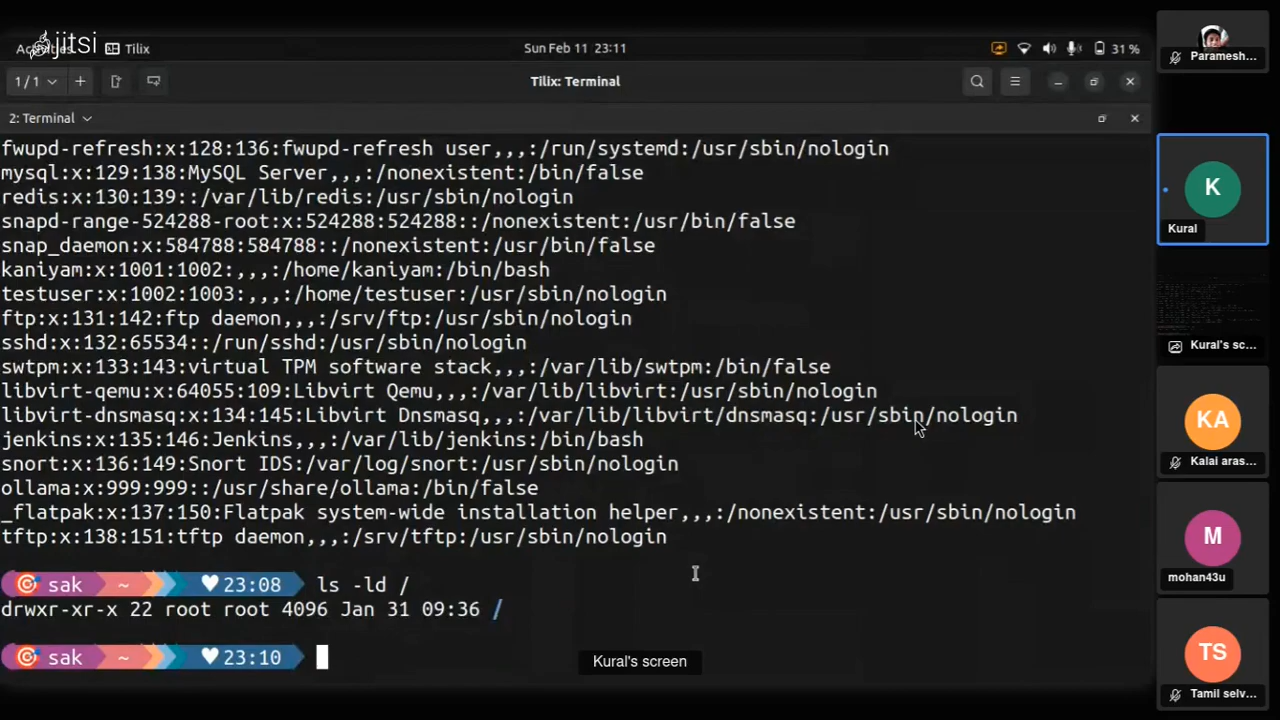 jitsi
Tilix
Sun Feb 11 23:11
31 %
Paramesh...
1 / 1
Tilix: Terminal
2: Terminal
fwupd-refresh:x:128:136:fwupd-refresh user,,,:/run/systemd:/usr/sbin/nologin
mysql:x:129:138:MySQL Server,,,:/nonexistent:/bin/false
redis:x:130:139::/var/lib/redis:/usr/sbin/nologin
snapd-range-524288-root:x:524288:524288::/nonexistent:/usr/bin/false
snap_daemon:x:584788:584788::/nonexistent:/usr/bin/false
kaniyam:x:1001:1002:,,,:/home/kaniyam:/bin/bash
testuser:x:1002:1003:,,,:/home/testuser:/usr/sbin/nologin
ftp:x:131:142:ftp daemon,,,:/srv/ftp:/usr/sbin/nologin
sshd:x:132:65534::/run/sshd:/usr/sbin/nologin
swtpm:x:133:143:virtual TPM software stack,,,:/var/lib/swtpm:/bin/false
libvirt-qemu:x:64055:109:Libvirt Qemu,,,:/var/lib/libvirt:/usr/sbin/nologin
libvirt-dnsmasq:x:134:145:Libvirt Dnsmasq,,,:/var/lib/libvirt/dnsmasq:/usr/sbin/nologin
jenkins:x:135:146:Jenkins,,,:/var/lib/jenkins:/bin/bash
snort:x:136:149:Snort IDS:/var/log/snort:/usr/sbin/nologin
ollama:x:999:999::/usr/share/ollama:/bin/false
_flatpak:x:137:150:Flatpak system-wide installation helper,,,:/nonexistent:/usr/sbin/nologin
tftp:x:138:151:tftp daemon,,,:/srv/tftp:/usr/sbin/nologin
sak ~ ♥ 23:08 ls -ld /
drwxr-xr-x 22 root root 4096 Jan 31 09:36 /
sak ~ ♥ 23:10
Kural's screen
K
Kural
Kural's sc...
KA
Kalai aras...
M
mohan43u
TS
Tamil selv...